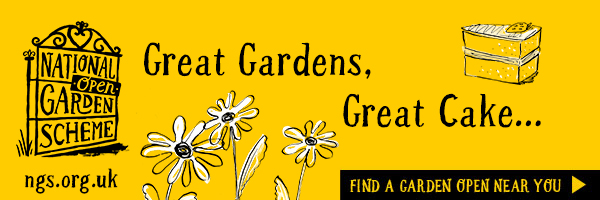 NATIONAL
OPEN
GARDEN
SCHEME
ngs.org.uk
Great Gardens,
Great Cake...
FIND A GARDEN OPEN NEAR YOU